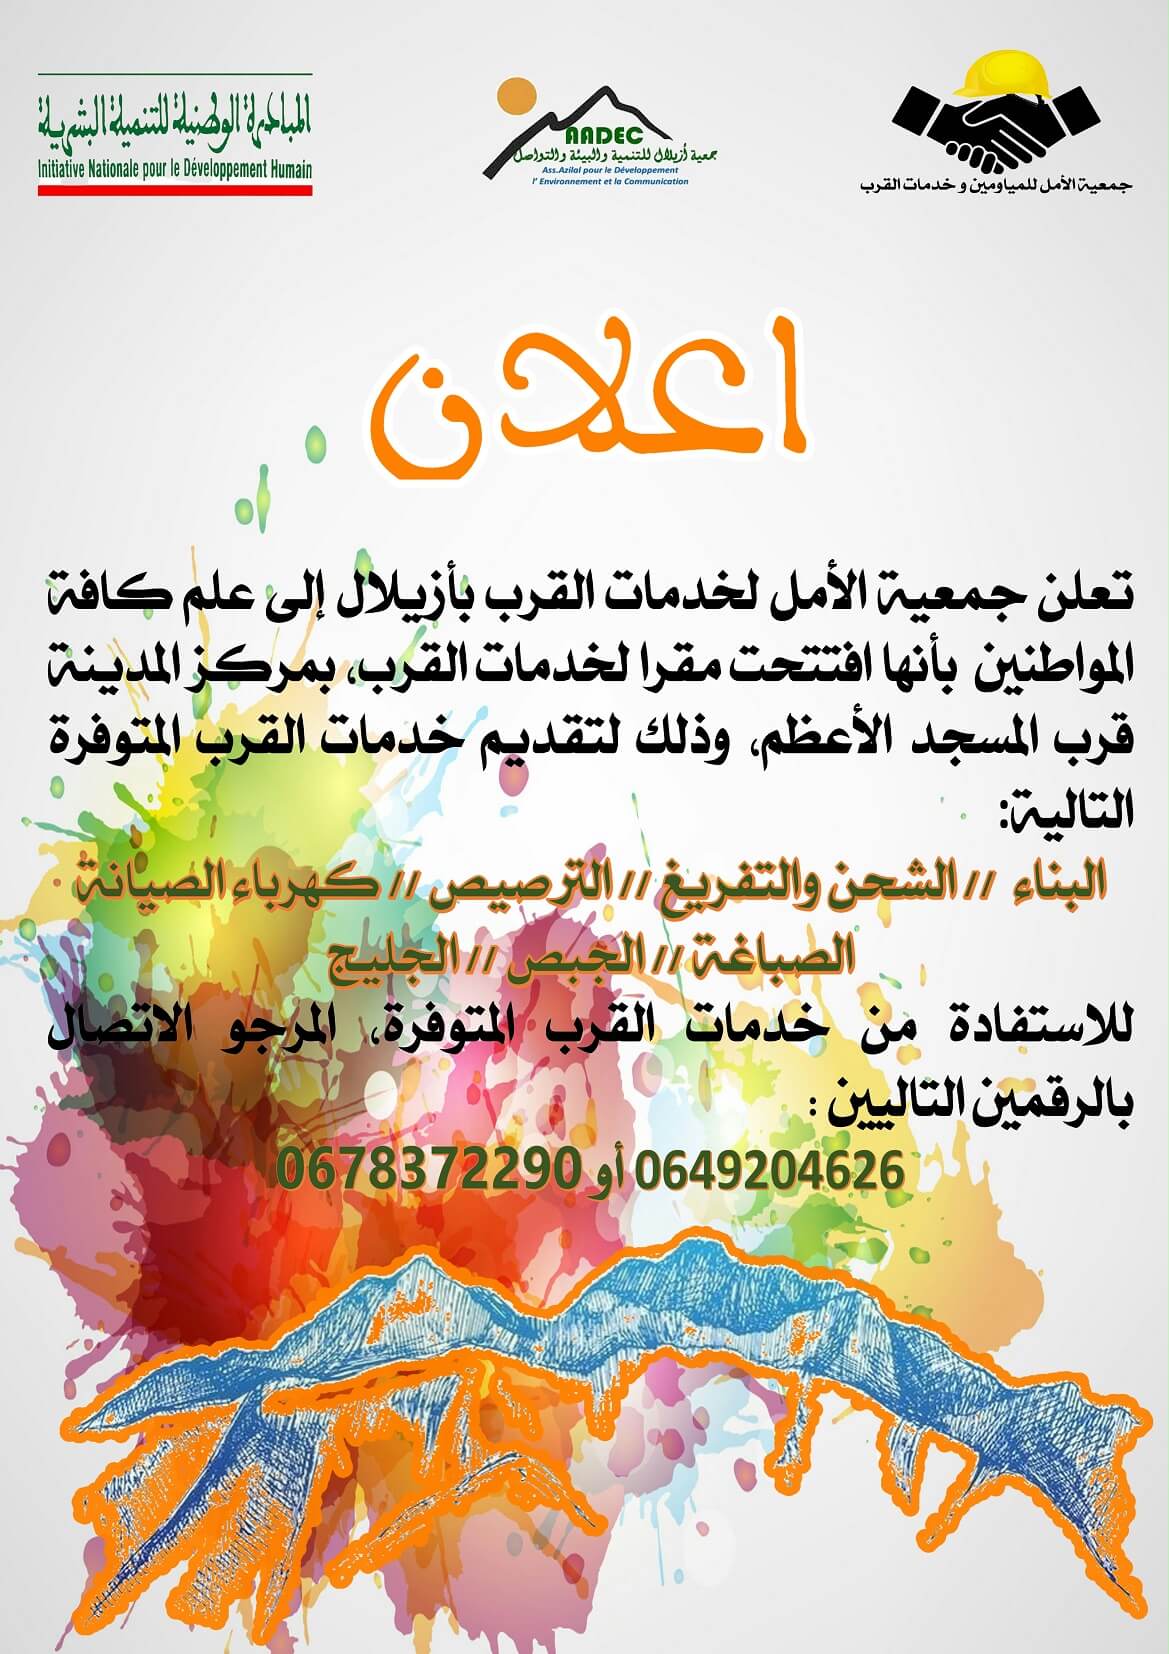 المبادرة الوطنية للتنمية البشرية
Initiative Nationale pour le Développement Humain
AADEC
جمعية أزيلال للتنمية والبيئة والتواصل
Ass.Azilal pour le Développement
l' Environnement et la Communication
جمعية الأمل للمياومين و خدمات القرب
اعلان
تعلن جمعية الأمل لخدمات القرب بأزيلال إلى علم كافة
المواطنين بأنها افتتحت مقرا لخدمات القرب، بمركز المدينة
قرب المسجد الأعظم، وذلك لتقديم خدمات القرب المتوفرة
التالية:
البناء // الشحن والتفريغ // الترصيص // كهرباء الصيانة
الصباغة // الجبص // الجليج
للاستفادة من خدمات القرب المتوفرة، المرجو الاتصال
بالرقمين التاليين :
0649204626 أو 0678372290